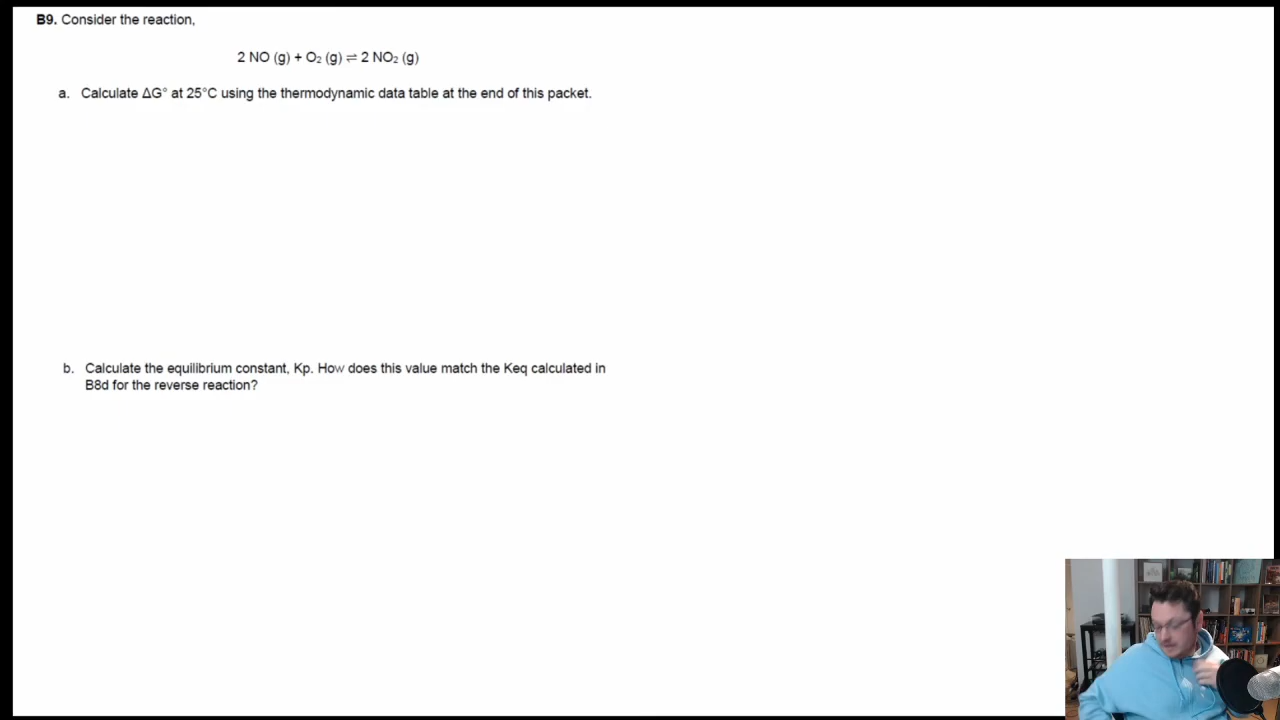 B9. Consider the reaction,
2 NO (g) + O₂ (g) ⇌ 2 NO₂ (g)
a. Calculate ΔG° at 25°C using the thermodynamic data table at the end of this packet.
b. Calculate the equilibrium constant, Kp. How does this value match the Keq calculated in
B8d for the reverse reaction?